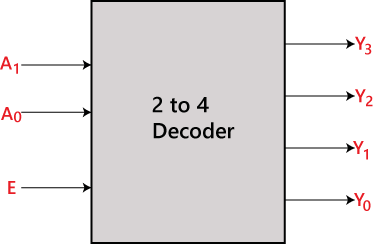 A₁
A₀
E
2 to 4
Decoder
Y₃
Y₂
Y₁
Y₀